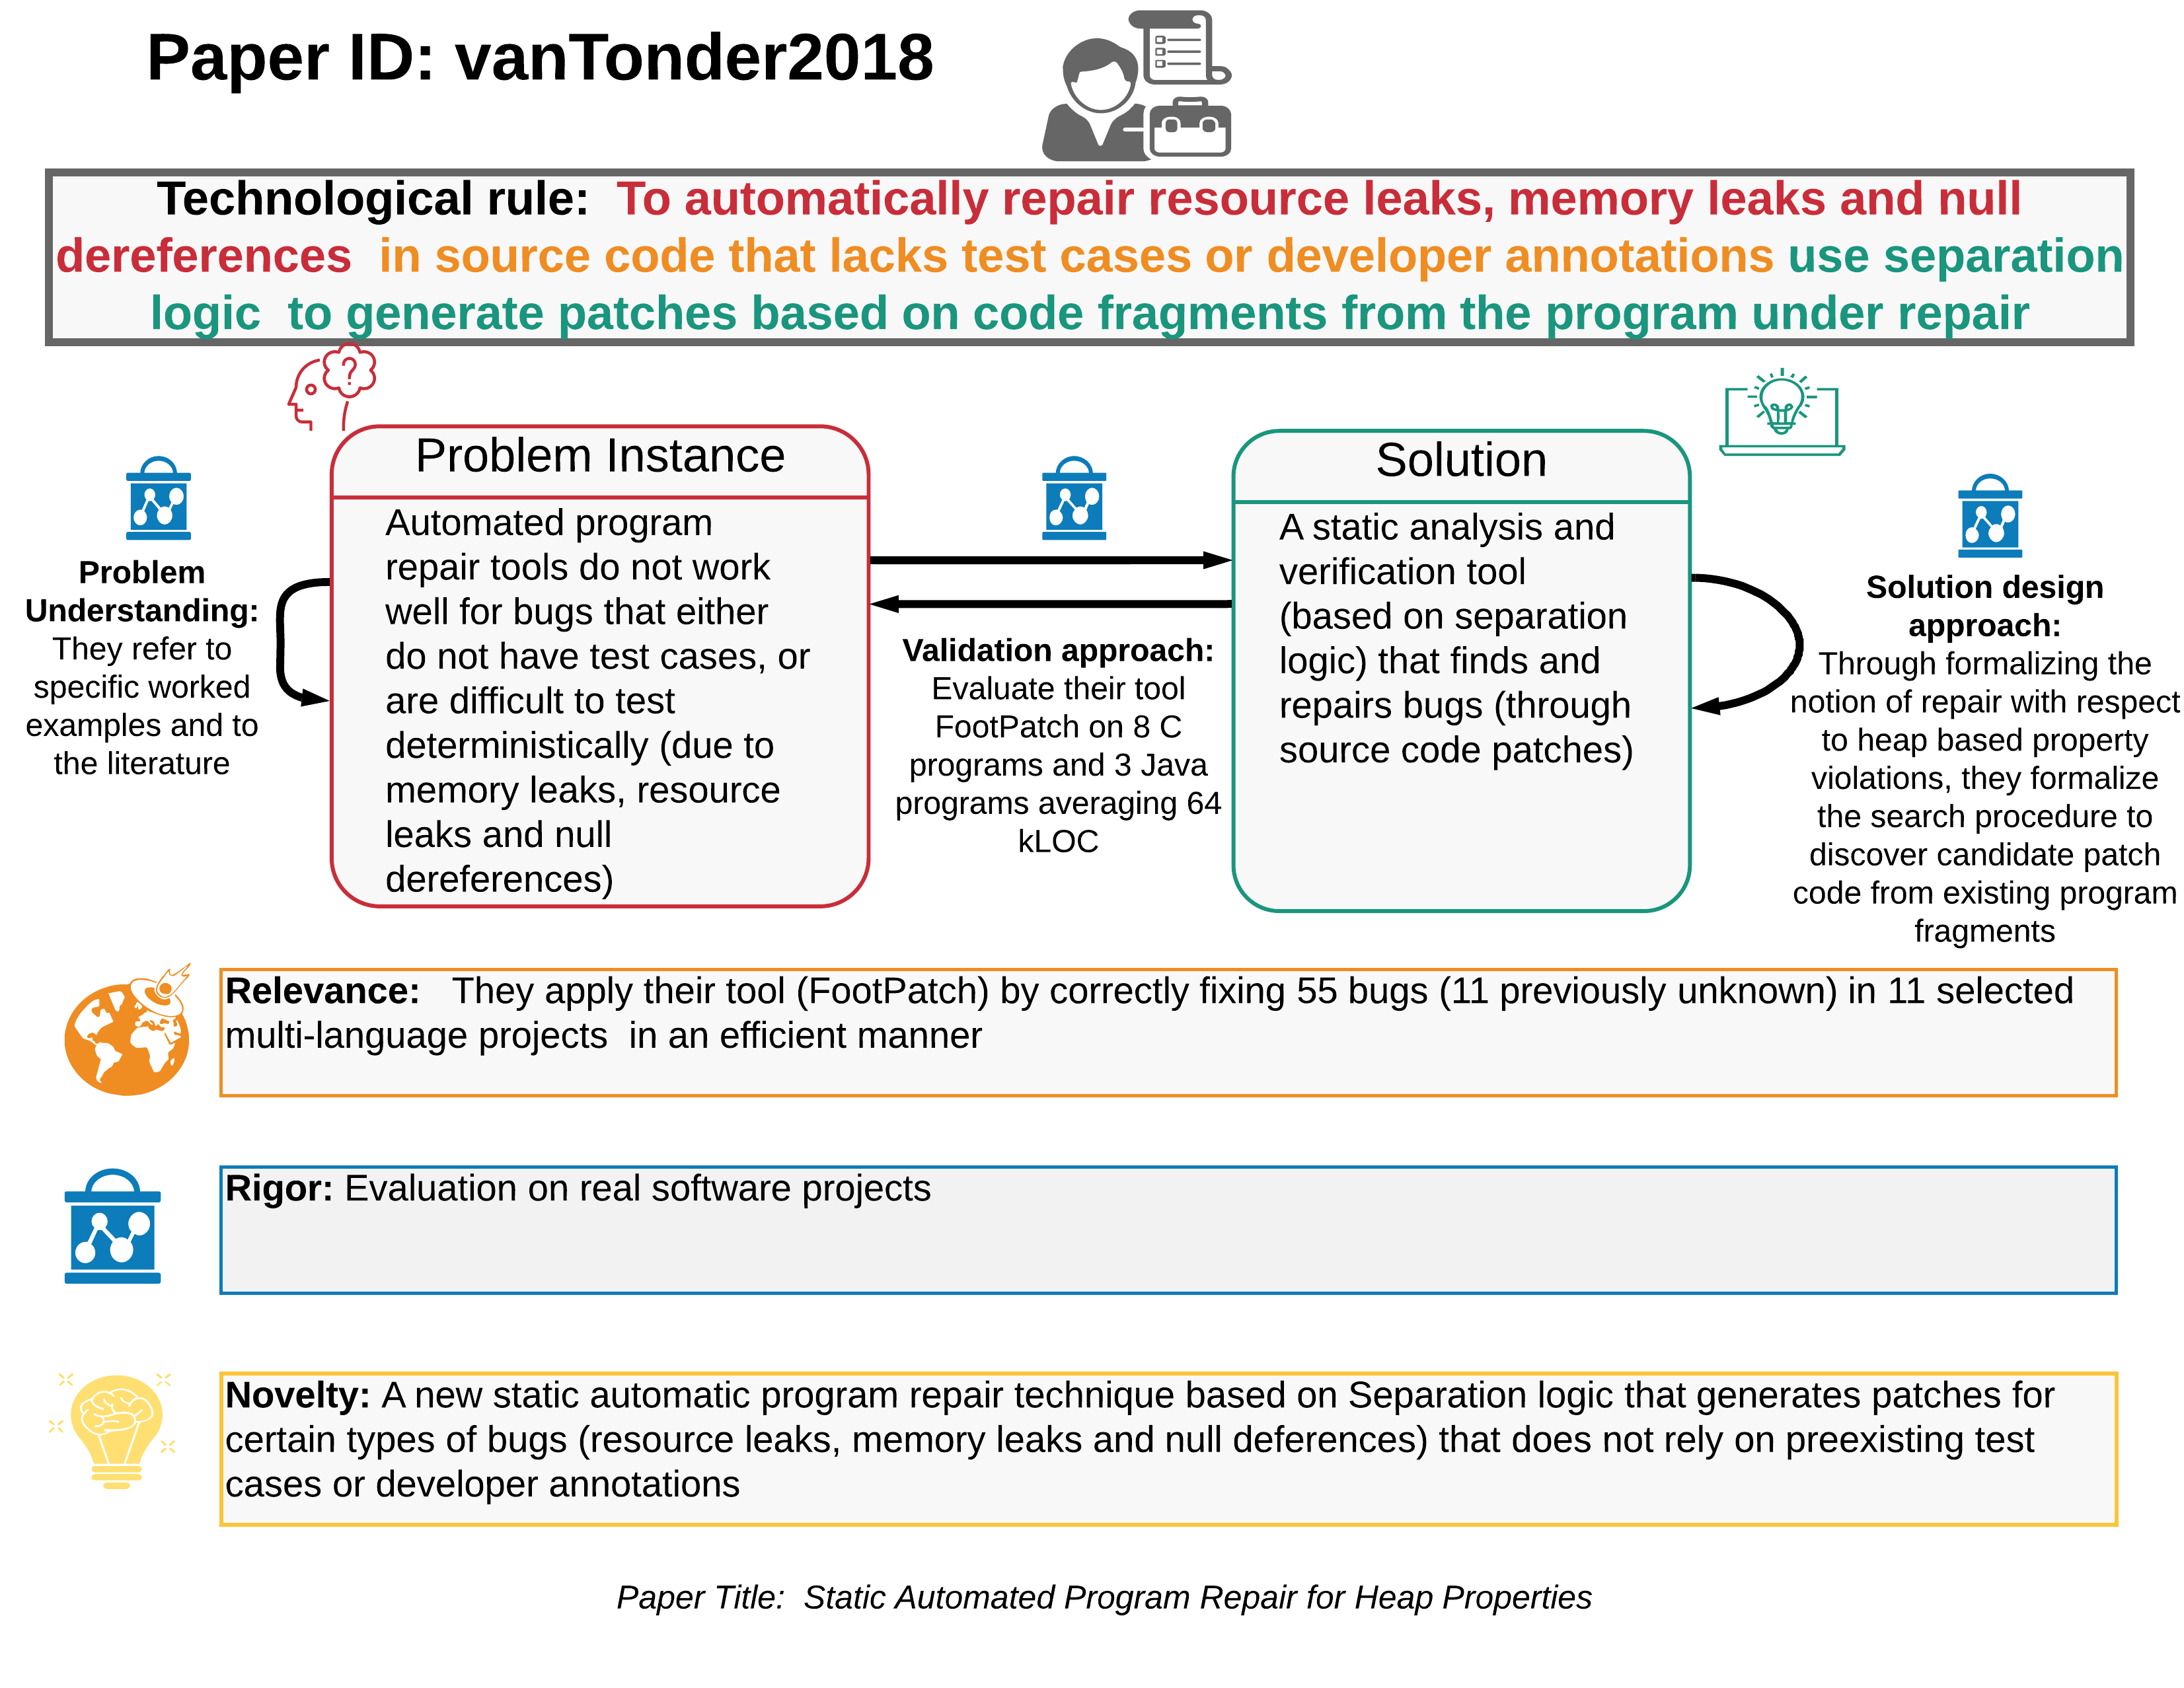 Paper ID: vanTonder2018
Technological rule: To automatically repair resource leaks, memory leaks and null
dereferences in source code that lacks test cases or developer annotations use separation
logic to generate patches based on code fragments from the program under repair
?
Problem
Understanding:
They refer to
specific worked
examples and to
the literature
Problem Instance
Automated program
repair tools do not work
well for bugs that either
do not have test cases, or
are difficult to test
deterministically (due to
memory leaks, resource
leaks and null
dereferences)
Validation approach:
Evaluate their tool
FootPatch on 8 C
programs and 3 Java
programs averaging 64
kLOC
Solution
A static analysis and
verification tool
(based on separation
logic) that finds and
repairs bugs (through
source code patches)
Solution design
approach:
Through formalizing the
notion of repair with respect
to heap based property
violations, they formalize
the search procedure to
discover candidate patch
code from existing program
fragments
Relevance: They apply their tool (FootPatch) by correctly fixing 55 bugs (11 previously unknown) in 11 selected
multi-language projects in an efficient manner
Rigor: Evaluation on real software projects
Novelty: A new static automatic program repair technique based on Separation logic that generates patches for
certain types of bugs (resource leaks, memory leaks and null deferences) that does not rely on preexisting test
cases or developer annotations
Paper Title: Static Automated Program Repair for Heap Properties